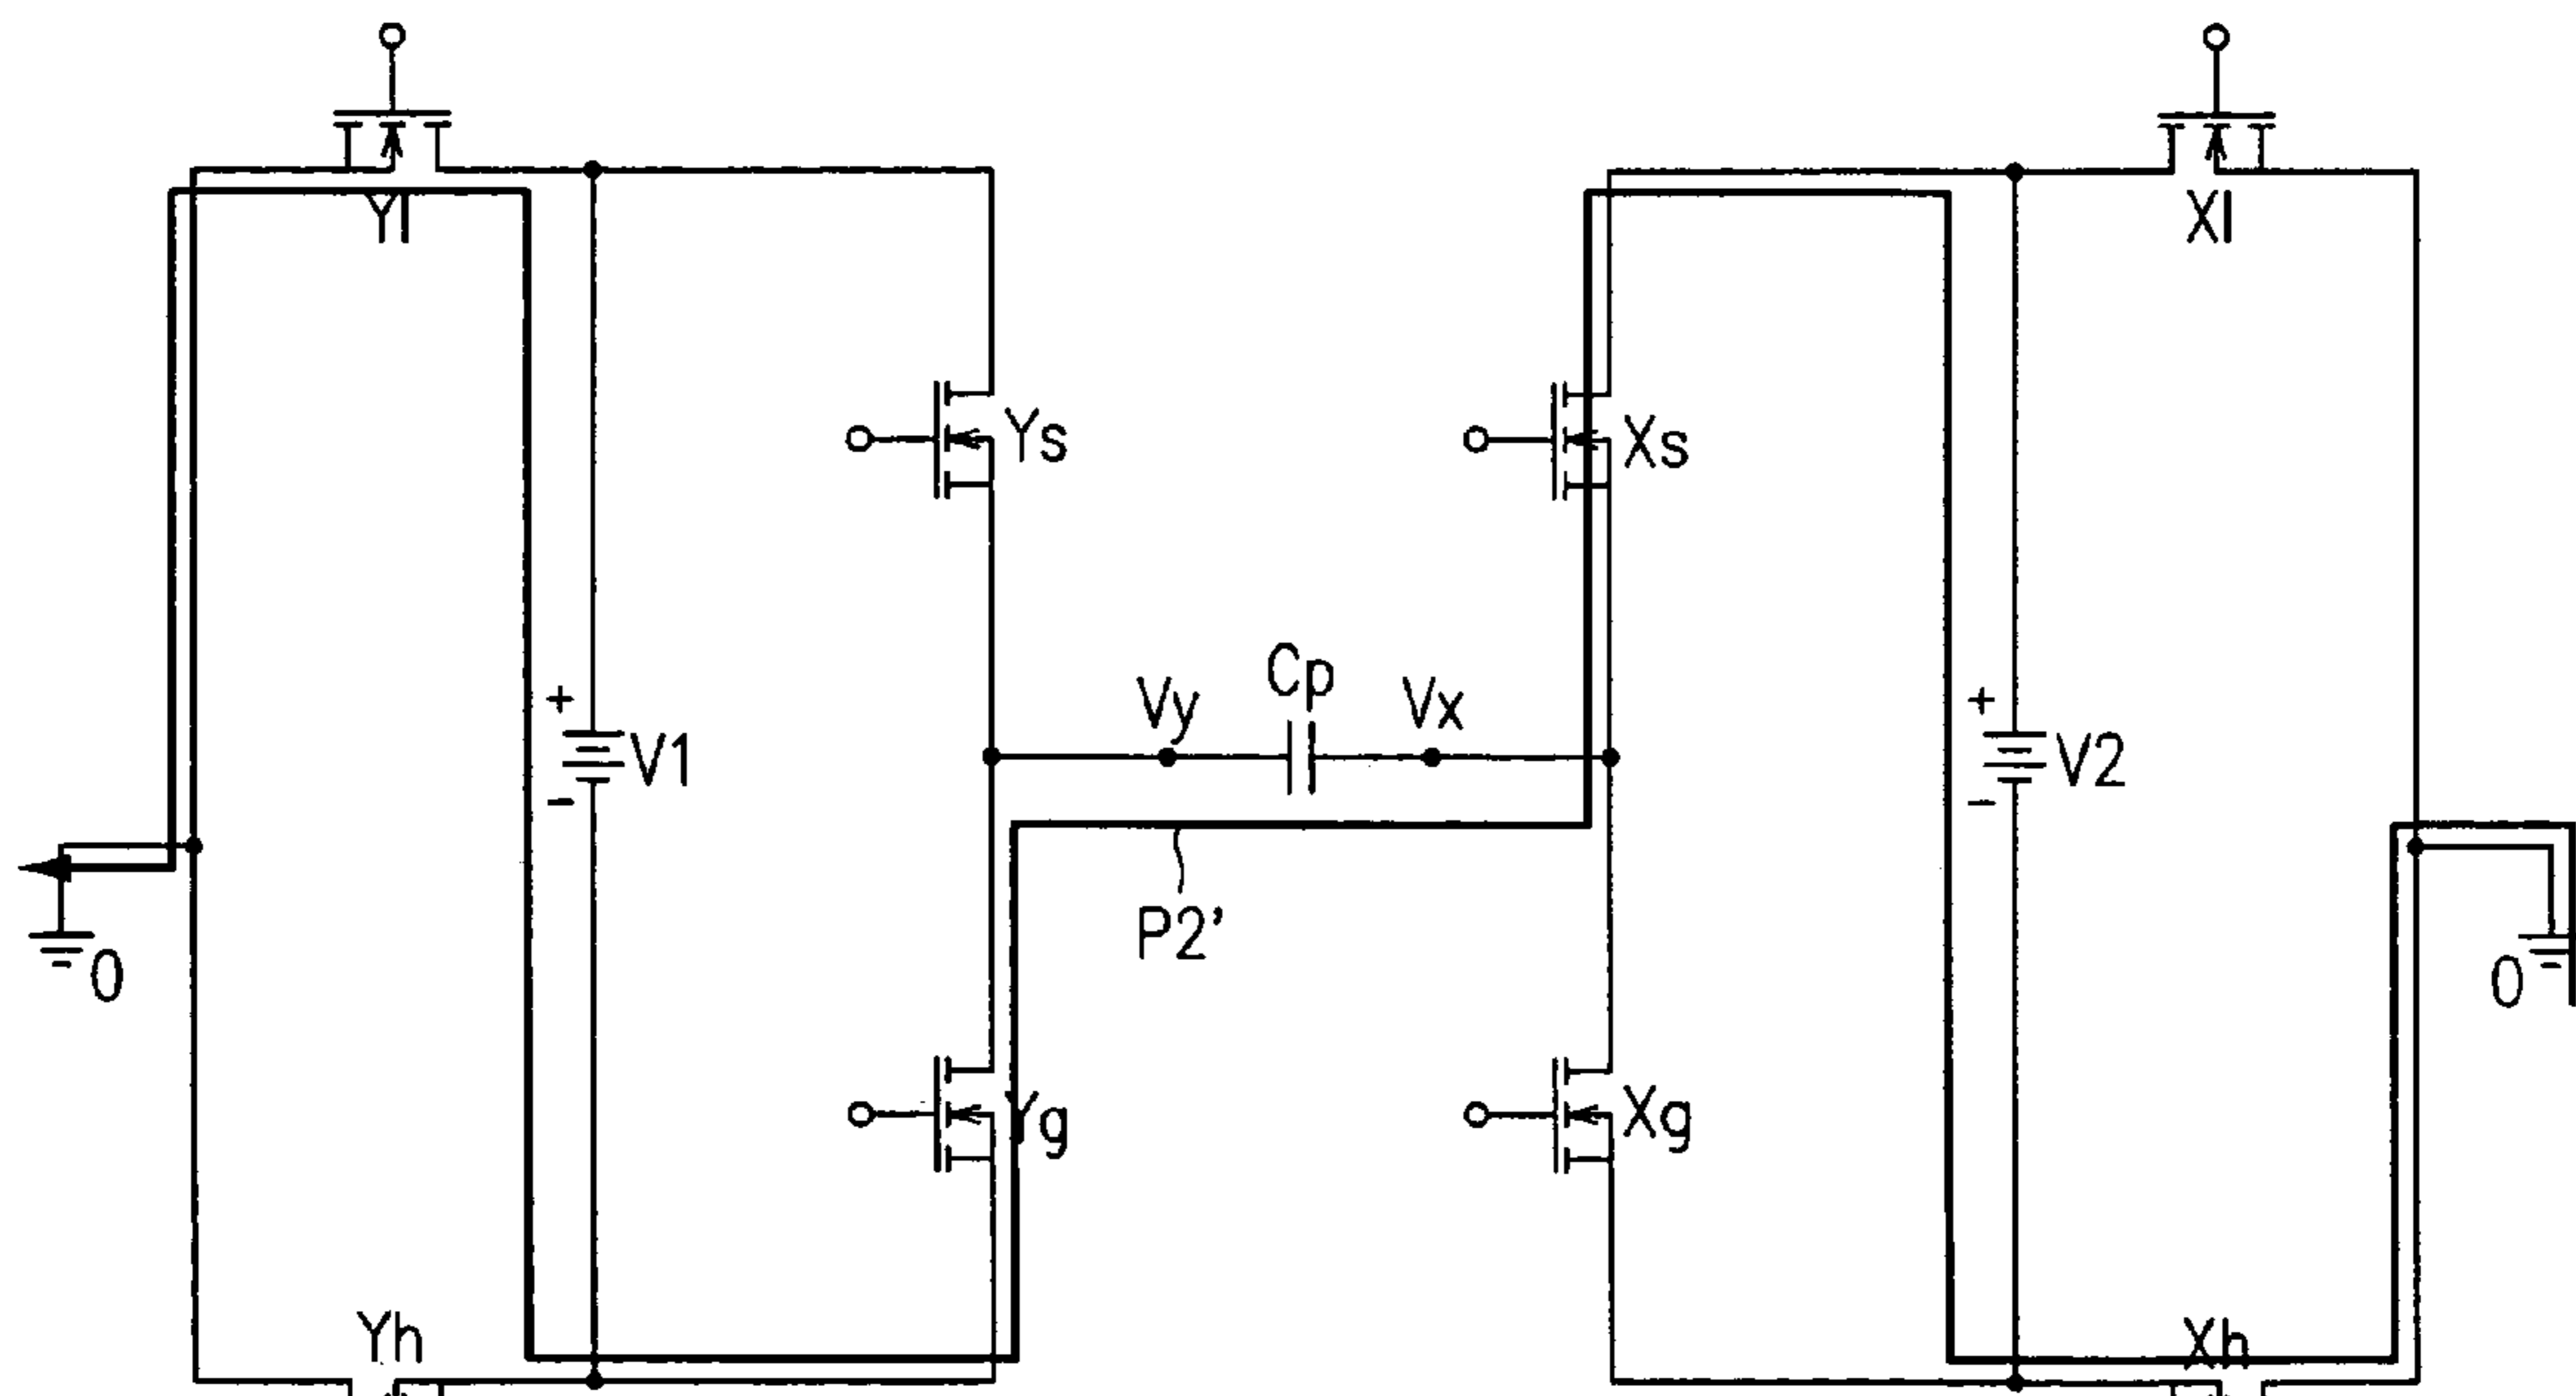 Yl
Xl
Ys
Xs
Cp
Vy
Vx
+
V1
-
+
V2
-
P2'
0
0
Yg
Xg
Yh
Xh